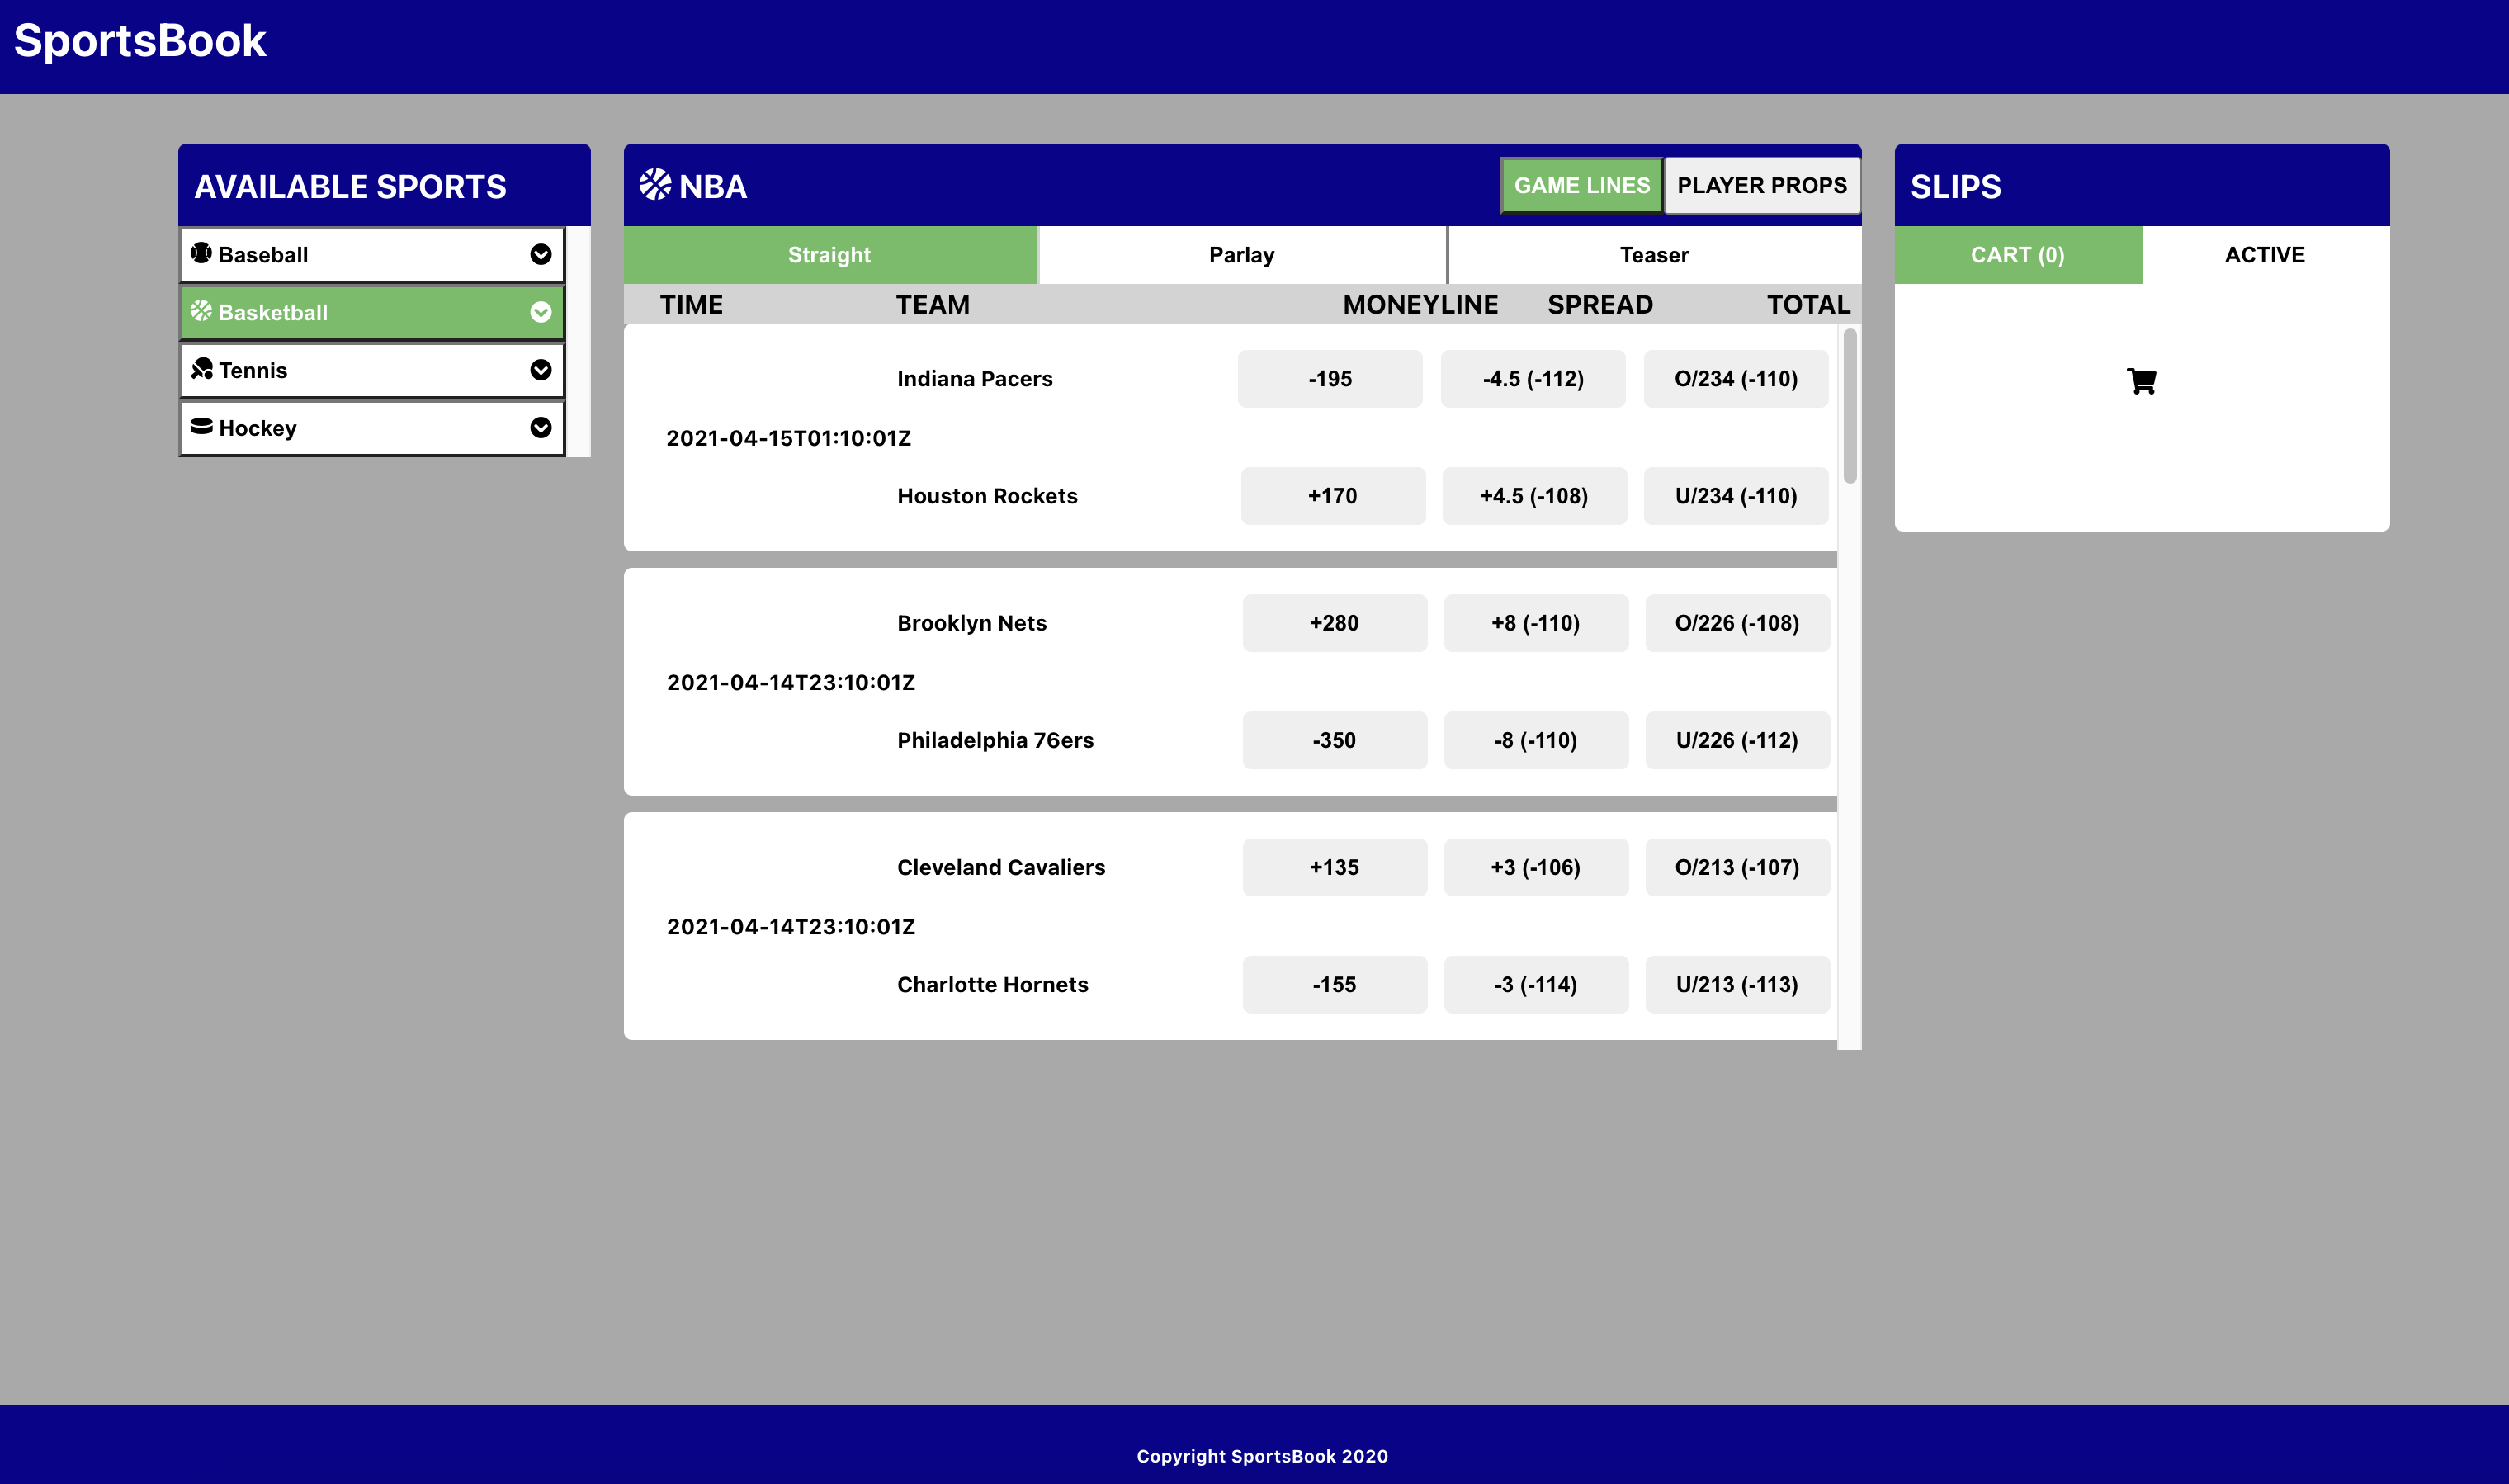 SportsBook
AVAILABLE SPORTS
Baseball
Basketball
Tennis
Hockey
NBA
GAME LINES
PLAYER PROPS
Straight
Parlay
Teaser
TIME
TEAM
MONEYLINE
SPREAD
TOTAL
Indiana Pacers
-195
-4.5 (-112)
O/234 (-110)
2021-04-15T01:10:01Z
Houston Rockets
+170
+4.5 (-108)
U/234 (-110)
Brooklyn Nets
+280
+8 (-110)
O/226 (-108)
2021-04-14T23:10:01Z
Philadelphia 76ers
-350
-8 (-110)
U/226 (-112)
Cleveland Cavaliers
+135
+3 (-106)
O/213 (-107)
2021-04-14T23:10:01Z
Charlotte Hornets
-155
-3 (-114)
U/213 (-113)
SLIPS
CART (0)
ACTIVE
Copyright SportsBook 2020